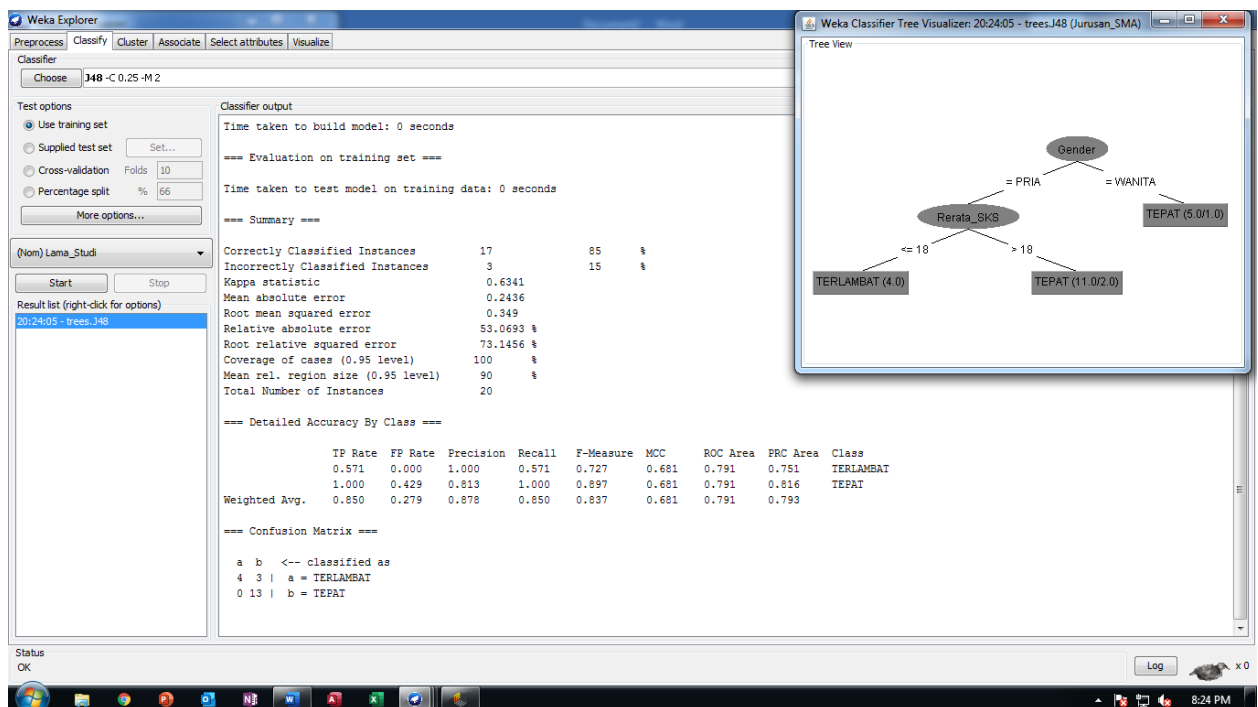 Weka Explorer
Preprocess Classify Cluster Associate Select attributes Visualize
Classifier
Choose J48 -C 0.25 -M 2
Test options
Use training set
Supplied test set Set...
Cross-validation Folds 10
Percentage split % 66
More options...
(Nom) Lama_Studi
Start Stop
Result list (right-click for options)
20:24:05 - trees.J48
Classifier output
Time taken to build model: 0 seconds
=== Evaluation on training set ===
Time taken to test model on training data: 0 seconds
=== Summary ===
Correctly Classified Instances 17 85 %
Incorrectly Classified Instances 3 15 %
Kappa statistic 0.6341
Mean absolute error 0.2436
Root mean squared error 0.349
Relative absolute error 53.0693 %
Root relative squared error 73.1456 %
Coverage of cases (0.95 level) 100 %
Mean rel. region size (0.95 level) 90 %
Total Number of Instances 20
=== Detailed Accuracy By Class ===
TP Rate FP Rate Precision Recall F-Measure MCC ROC Area PRC Area Class
0.571 0.000 1.000 0.571 0.727 0.681 0.791 0.751 TERLAMBAT
1.000 0.429 0.813 1.000 0.897 0.681 0.791 0.816 TEPAT
Weighted Avg. 0.850 0.279 0.878 0.850 0.837 0.681 0.791 0.793
=== Confusion Matrix ===
a b <-- classified as
4 3 | a = TERLAMBAT
0 13 | b = TEPAT
Weka Classifier Tree Visualizer: 20:24:05 - trees.J48 (Jurusan_SMA)
Tree View
Gender
= PRIA = WANITA
Rerata_SKS TEPAT (5.0/1.0)
<= 18 > 18
TERLAMBAT (4.0) TEPAT (11.0/2.0)
Status
OK
Log x 0
8:24 PM